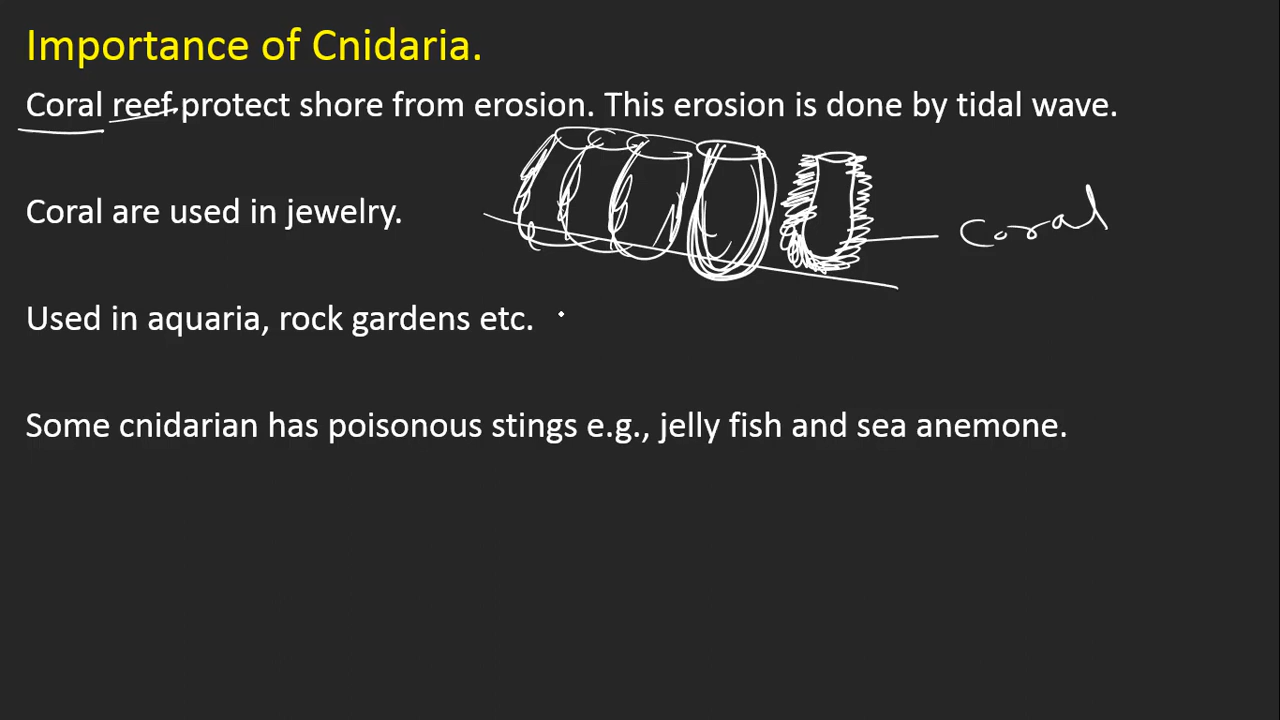 Importance of Cnidaria.
Coral reef protect shore from erosion. This erosion is done by tidal wave.
Coral are used in jewelry.
Coral
Used in aquaria, rock gardens etc.
Some cnidarian has poisonous stings e.g., jelly fish and sea anemone.